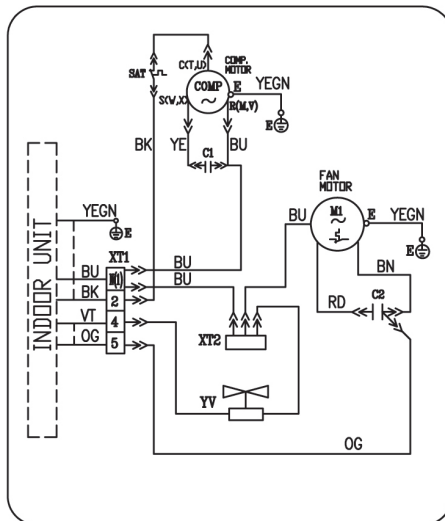 C(T,U)
COMP.
MOTOR
SAT
COMP
E
YEGN
S(W,X)
R(M,V)
E
BK
YE
C1
BU
FAN
MOTOR
INDOOR UNIT
YEGN
E
BU
M1
E
YEGN
E
XT1
BU
BU
N(1)
BU
BN
BK
2
RD
C2
VT
4
XT2
OG
5
YV
OG